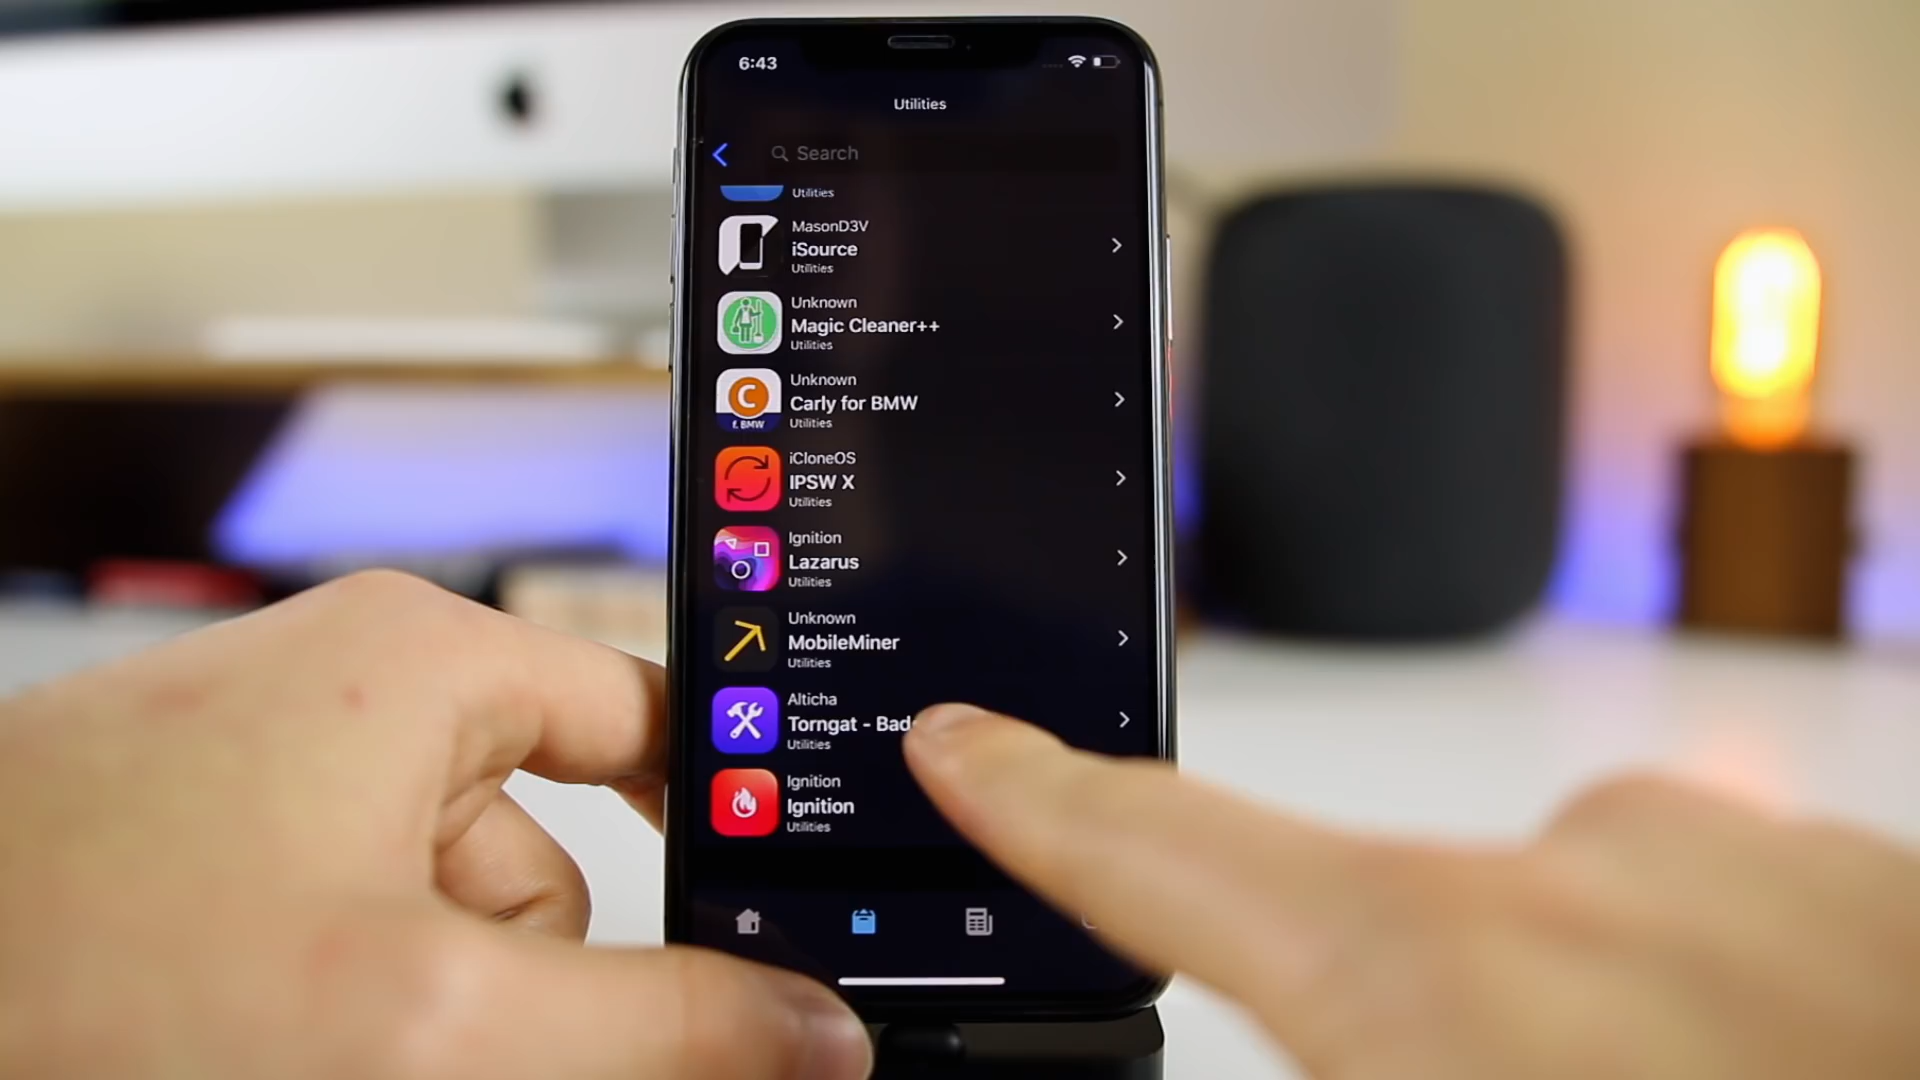 6:43
Utilities
Search
Utilities
MasonD3V
iSource
Utilities
Unknown
Magic Cleaner++
Utilities
Unknown
Carly for BMW
Utilities
C
f. BMW
iCloneOS
IPSW X
Utilities
Ignition
Lazarus
Utilities
Unknown
MobileMiner
Utilities
Alticha
Torngat -
Utilities
Ignition
Ignition
Utilities